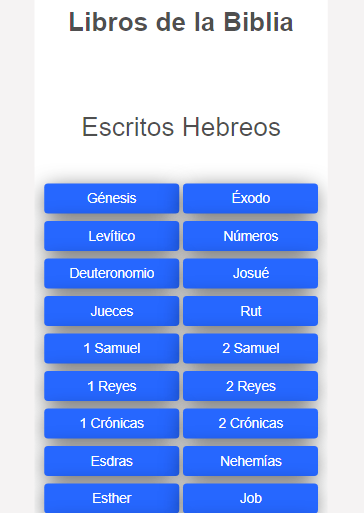 Libros de la Biblia
Escritos Hebreos
Génesis Éxodo
Levítico Números
Deuteronomio Josué
Jueces Rut
1 Samuel 2 Samuel
1 Reyes 2 Reyes
1 Crónicas 2 Crónicas
Esdras Nehemías
Esther Job